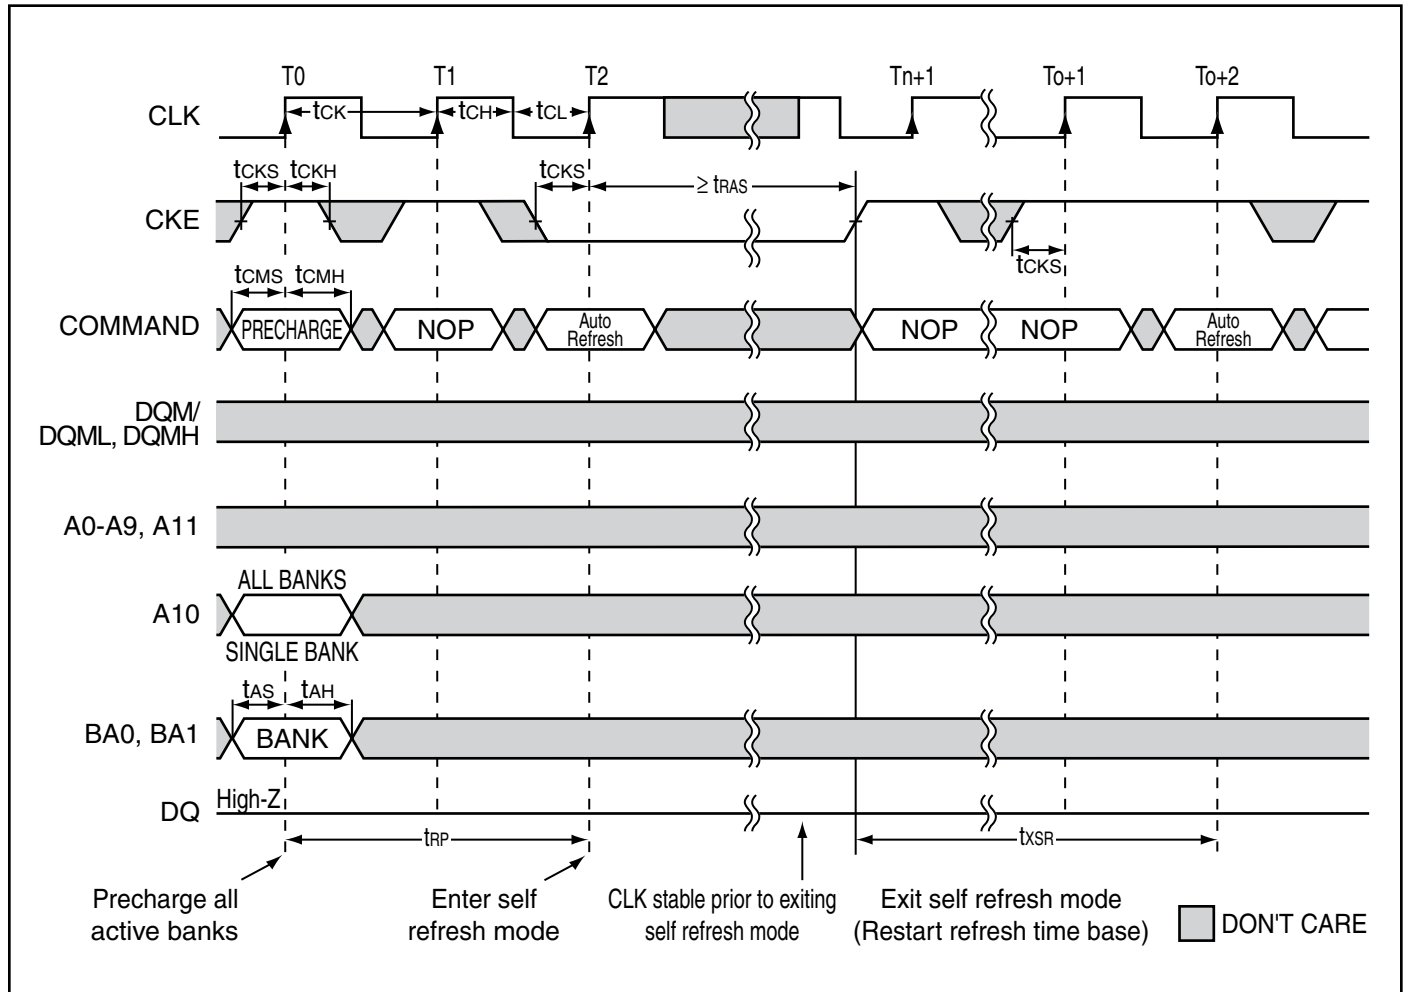 T0 T1 T2 Tn+1 To+1 To+2
CLK
tCK tCH tCL
tCKS tCKH tCKS ≥ tRAS
CKE
tCKS
tCMS tCMH
COMMAND PRECHARGE NOP Auto Refresh NOP NOP Auto Refresh
DQM/
DQML, DQMH
A0-A9, A11
ALL BANKS
A10
SINGLE BANK
tAS tAH
BA0, BA1 BANK
High-Z
DQ
tRP tXSR
Precharge all
active banks
Enter self
refresh mode
CLK stable prior to exiting
self refresh mode
Exit self refresh mode
(Restart refresh time base)
DON'T CARE